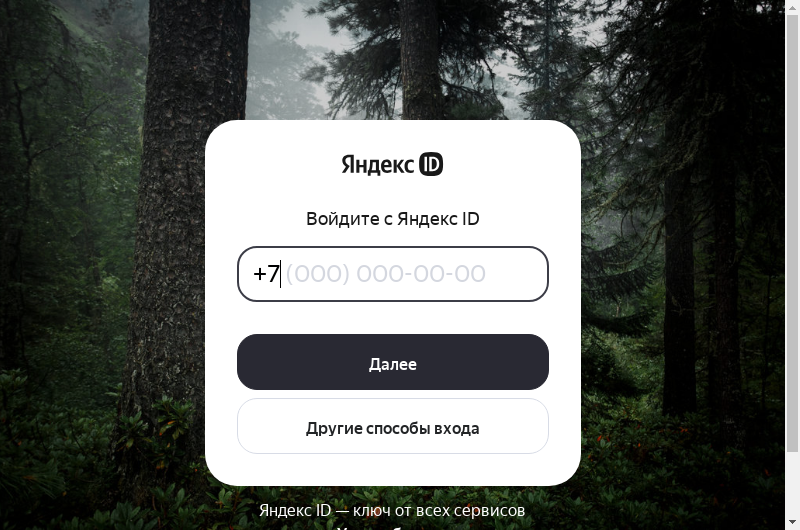 Яндекс ID
Войдите с Яндекс ID
+7 (000) 000-00-00
Далее
Другие способы входа
Яндекс ID — ключ от всех сервисов